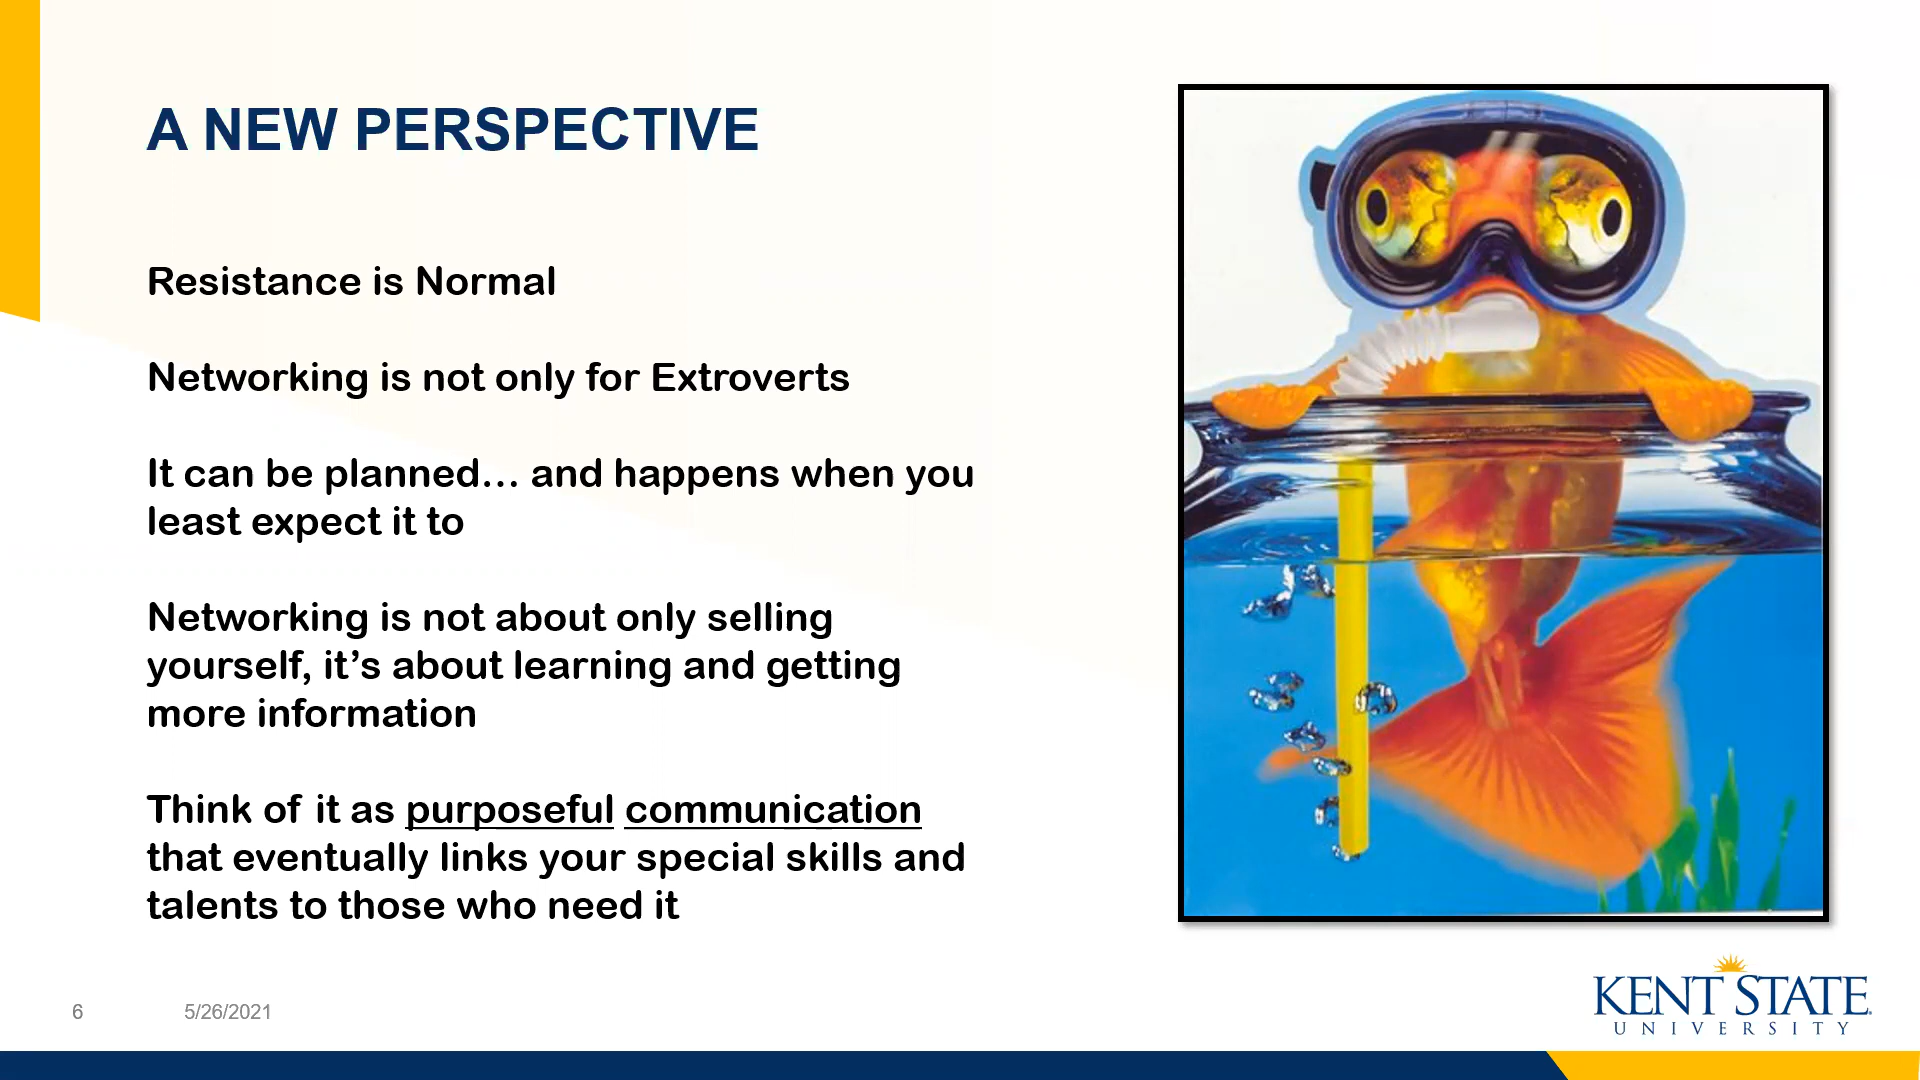 A NEW PERSPECTIVE
Resistance is Normal
Networking is not only for Extroverts
It can be planned... and happens when you
least expect it to
Networking is not about only selling
yourself, it’s about learning and getting
more information
Think of it as purposeful communication
that eventually links your special skills and
talents to those who need it
6
5/26/2021
KENT STATE
UNIVERSITY